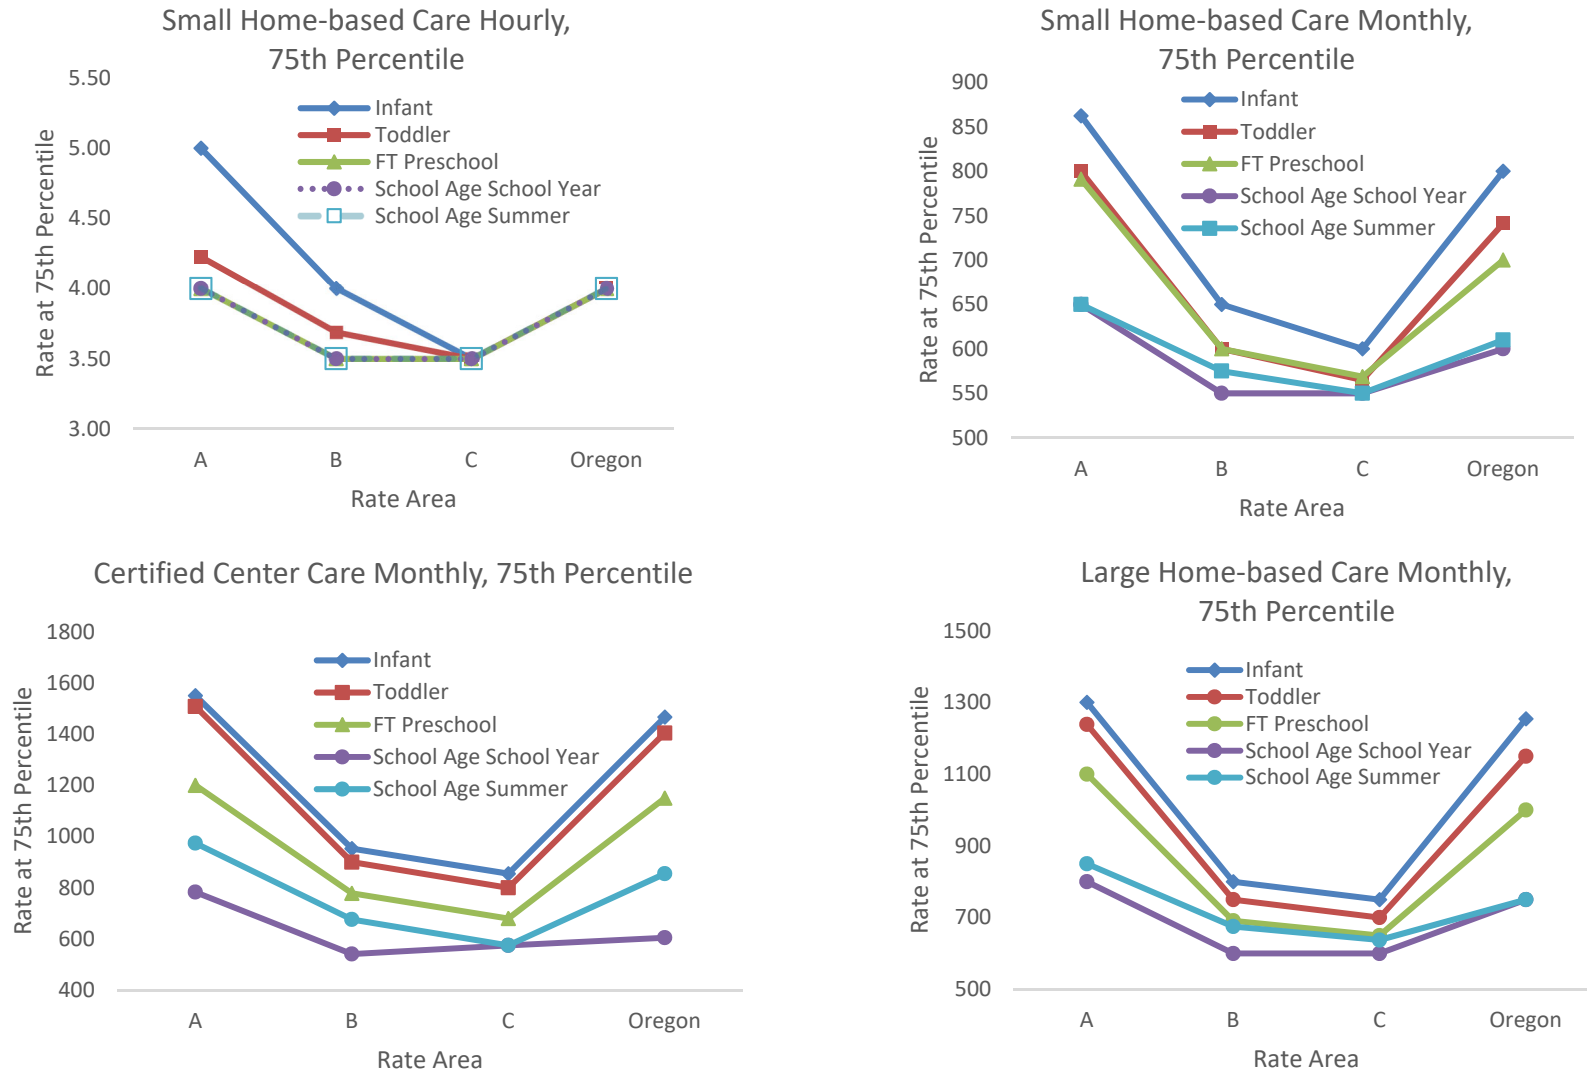 Small Home-based Care Hourly,
75th Percentile
5.50
5.00
4.50
4.00
3.50
3.00
Rate at 75th Percentile
Infant
Toddler
FT Preschool
School Age School Year
School Age Summer
A
B
C
Oregon
Rate Area
Small Home-based Care Monthly,
75th Percentile
900
850
800
750
700
650
600
550
500
Rate at 75th Percentile
Infant
Toddler
FT Preschool
School Age School Year
School Age Summer
A
B
C
Oregon
Rate Area
Certified Center Care Monthly, 75th Percentile
1800
1600
1400
1200
1000
800
600
400
Rate at 75th Percentile
Infant
Toddler
FT Preschool
School Age School Year
School Age Summer
A
B
C
Oregon
Rate Area
Large Home-based Care Monthly,
75th Percentile
1500
1300
1100
900
700
500
Rate at 75th Percentile
Infant
Toddler
FT Preschool
School Age School Year
School Age Summer
A
B
C
Oregon
Rate Area